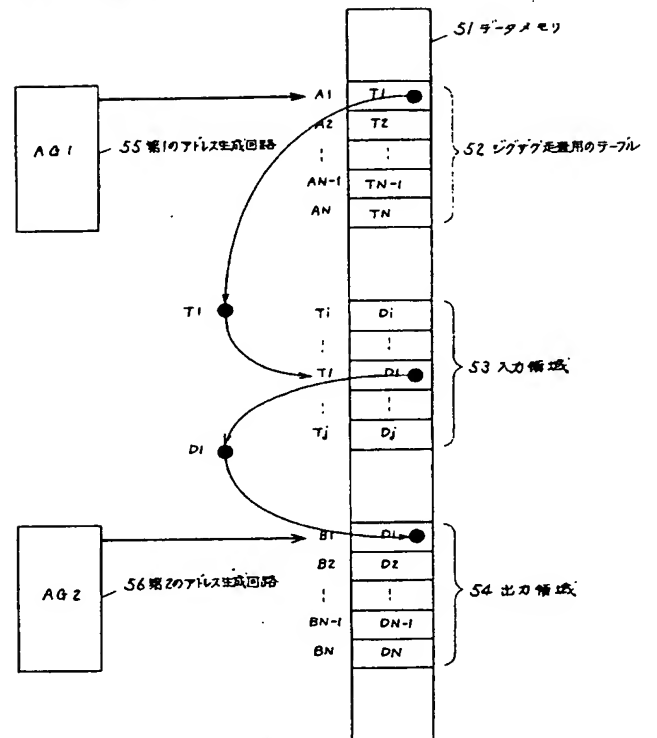 51 データメモリ
A1 T1
A2 T2
AN-1 TN-1
AN TN
52 ジグザグ走査用のテーブル
AG1
55 第1のアドレス生成回路
T1
Ti Di
T1 D1
Tj Dj
53 入力領域
D1
B1 D1
B2 D2
BN-1 DN-1
BN DN
54 出力領域
AG2
56 第2のアドレス生成回路